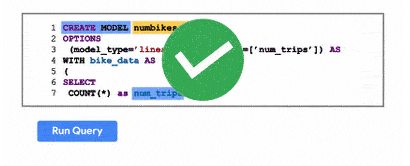 1 CREATE MODEL numbikes
2 OPTIONS
3 (model_type='linea =['num_trips']) AS
4 WITH bike_data AS
5 (
6 SELECT
7 COUNT(*) as num_trips
Run Query